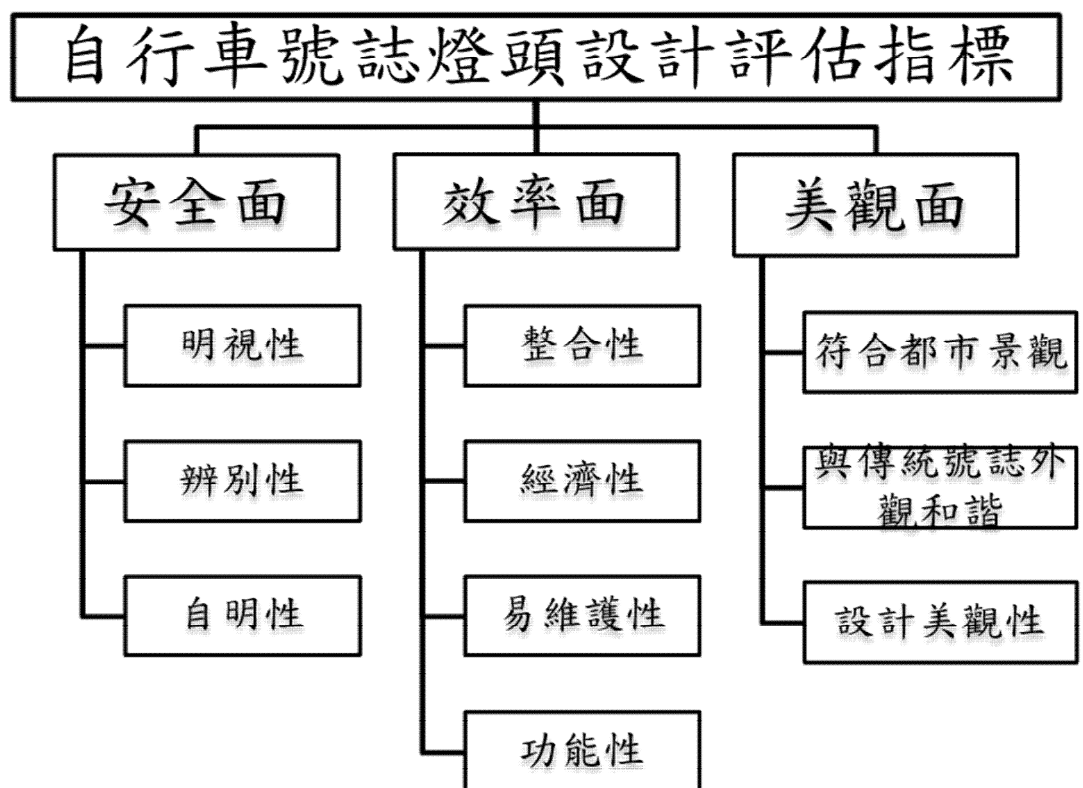 自行車號誌燈頭設計評估指標
安全面
明視性
辨別性
自明性
效率面
整合性
經濟性
易維護性
功能性
美觀面
符合都市景觀
與傳統號誌外
觀和諧
設計美觀性